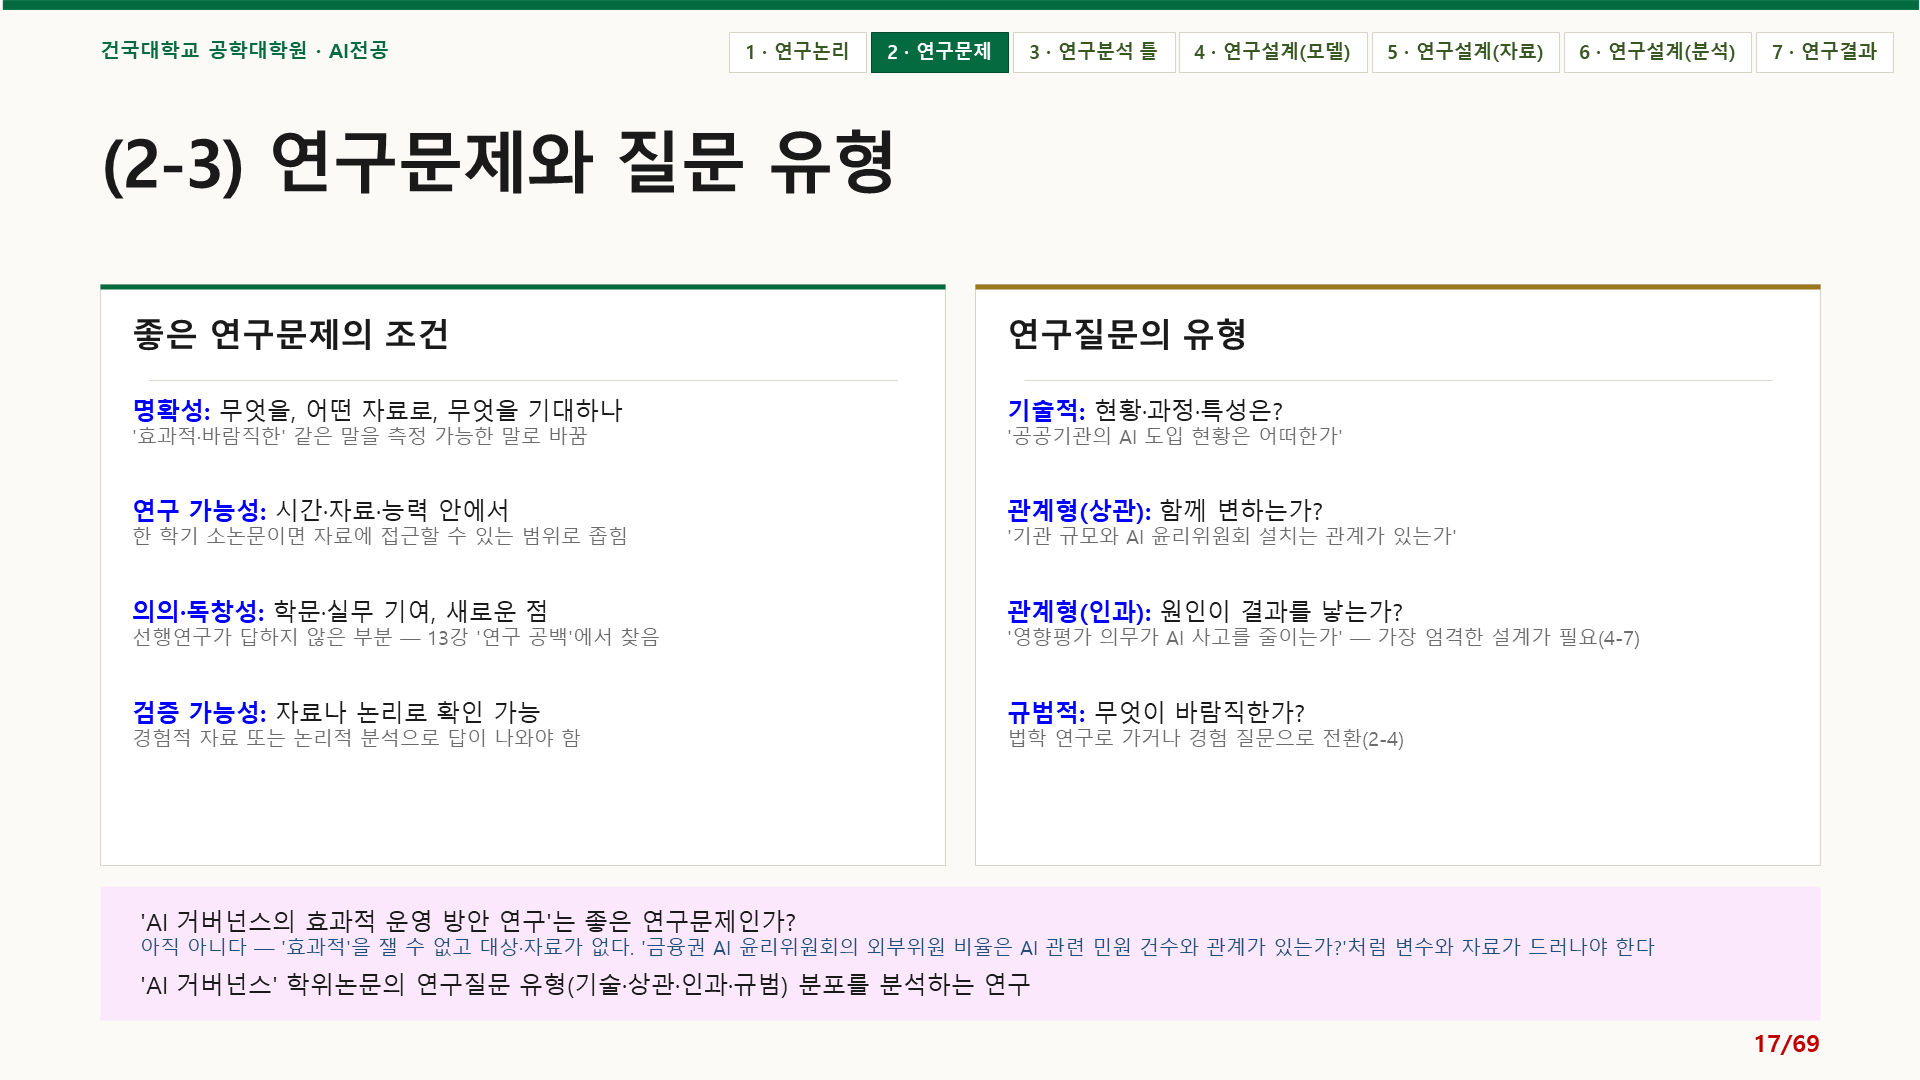 건국대학교 공학대학원 · AI전공
1 · 연구논리
2 · 연구문제
3 · 연구분석 틀
4 · 연구설계(모델)
5 · 연구설계(자료)
6 · 연구설계(분석)
7 · 연구결과
(2-3) 연구문제와 질문 유형
좋은 연구문제의 조건
명확성: 무엇을, 어떤 자료로, 무엇을 기대하나
'효과적·바람직한' 같은 말을 측정 가능한 말로 바꿈
연구 가능성: 시간·자료·능력 안에서
한 학기 소논문이면 자료에 접근할 수 있는 범위로 좁힘
의의·독창성: 학문·실무 기여, 새로운 점
선행연구가 답하지 않은 부분 — 13강 '연구 공백'에서 찾음
검증 가능성: 자료나 논리로 확인 가능
경험적 자료 또는 논리적 분석으로 답이 나와야 함
연구질문의 유형
기술적: 현황·과정·특성은?
'공공기관의 AI 도입 현황은 어떠한가'
관계형(상관): 함께 변하는가?
'기관 규모와 AI 윤리위원회 설치는 관계가 있는가'
관계형(인과): 원인이 결과를 낳는가?
'영향평가 의무가 AI 사고를 줄이는가' — 가장 엄격한 설계가 필요(4-7)
규범적: 무엇이 바람직한가?
법학 연구로 가거나 경험 질문으로 전환(2-4)
'AI 거버넌스의 효과적 운영 방안 연구'는 좋은 연구문제인가?
아직 아니다 — '효과적'을 잴 수 없고 대상·자료가 없다. '금융권 AI 윤리위원회의 외부위원 비율은 AI 관련 민원 건수와 관계가 있는가?'처럼 변수와 자료가 드러나야 한다
'AI 거버넌스' 학위논문의 연구질문 유형(기술·상관·인과·규범) 분포를 분석하는 연구
17/69